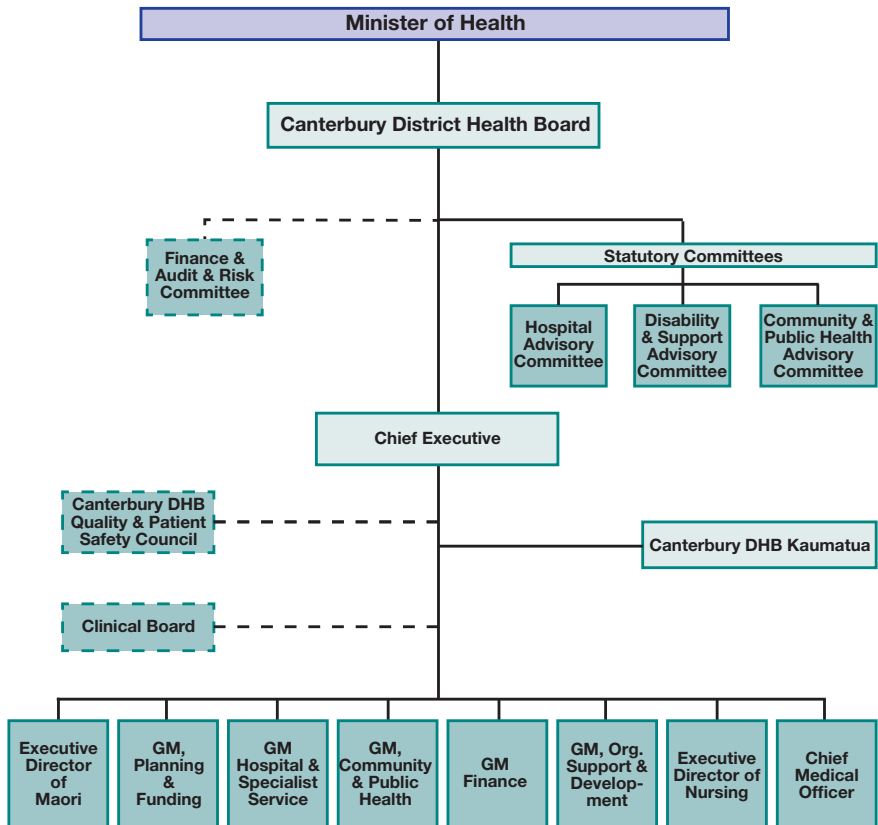 Minister of Health
Canterbury District Health Board
Finance &
Audit & Risk
Committee
Statutory Committees
Hospital
Advisory
Committee
Disability
& Support
Advisory
Committee
Community &
Public Health
Advisory
Committee
Chief Executive
Canterbury DHB
Quality & Patient
Safety Council
Canterbury DHB Kaumatua
Clinical Board
Executive
Director
of
Maori
GM,
Planning
&
Funding
GM
Hospital &
Specialist
Service
GM,
Community
& Public
Health
GM
Finance
GM, Org.
Support &
Develop-
ment
Executive
Director of
Nursing
Chief
Medical
Officer